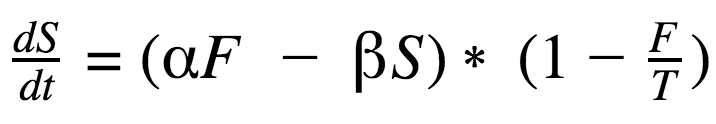 dS/dt = (αF − βS) * (1 − F/T)